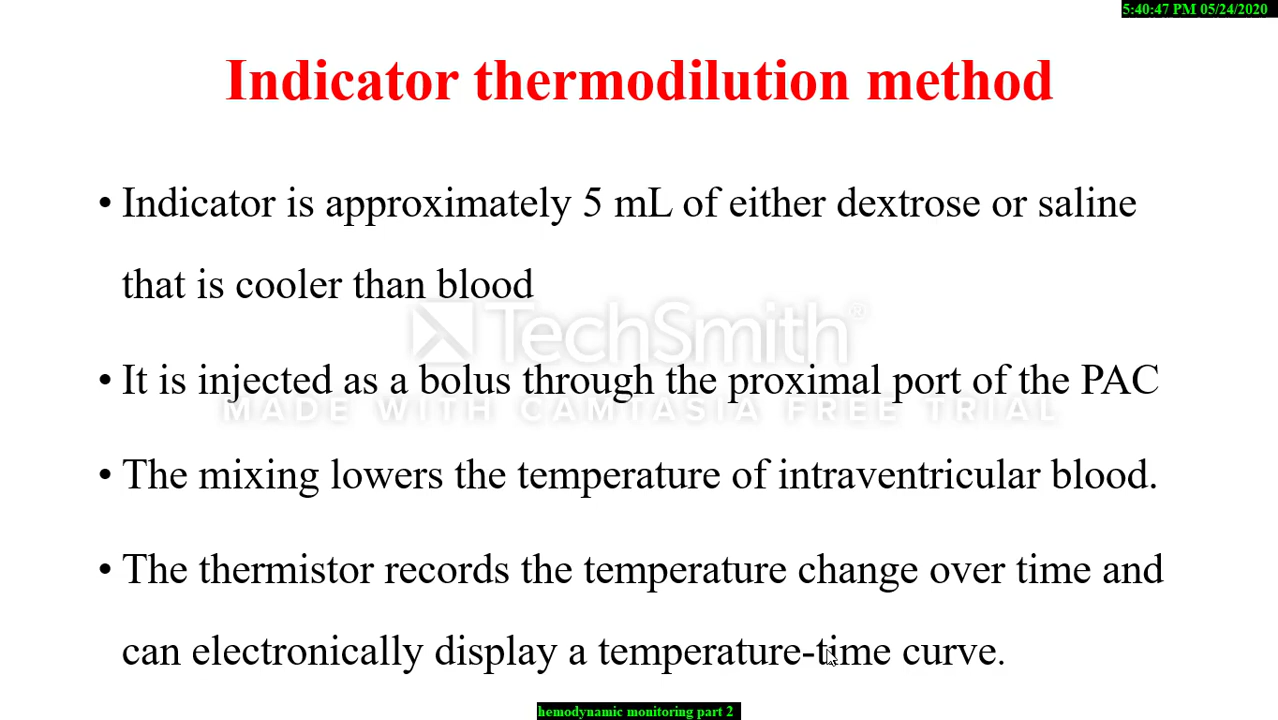 5:40:47 PM 05/24/2020
Indicator thermodilution method
• Indicator is approximately 5 mL of either dextrose or saline
that is cooler than blood
TechSmith®
• It is injected as a bolus through the proximal port of the PAC
MADE WITH CAMTASIA FREE TRIAL
• The mixing lowers the temperature of intraventricular blood.
• The thermistor records the temperature change over time and
can electronically display a temperature-time curve.
hemodynamic monitoring part 2